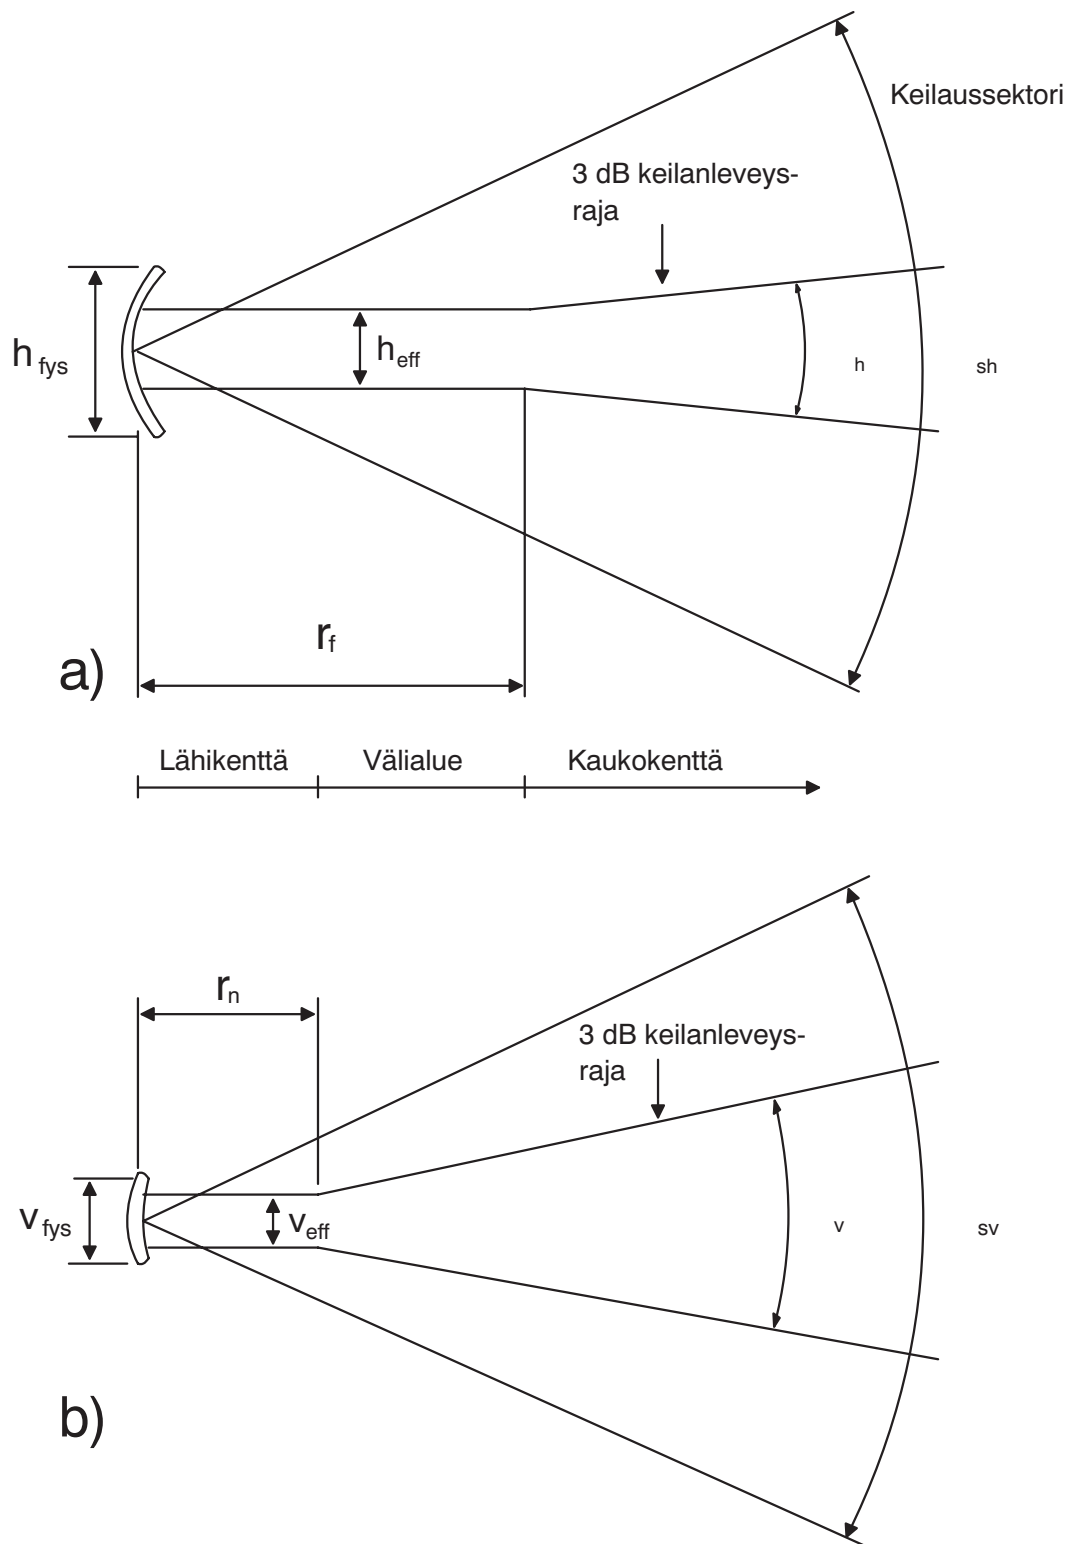 Keilaussektori
3 dB keilanleveys-
raja
h fys
h eff
h
sh
r f
a)
Lähikenttä Välialue Kaukokenttä
r n
3 dB keilanleveys-
raja
v fys
v eff
v
sv
b)